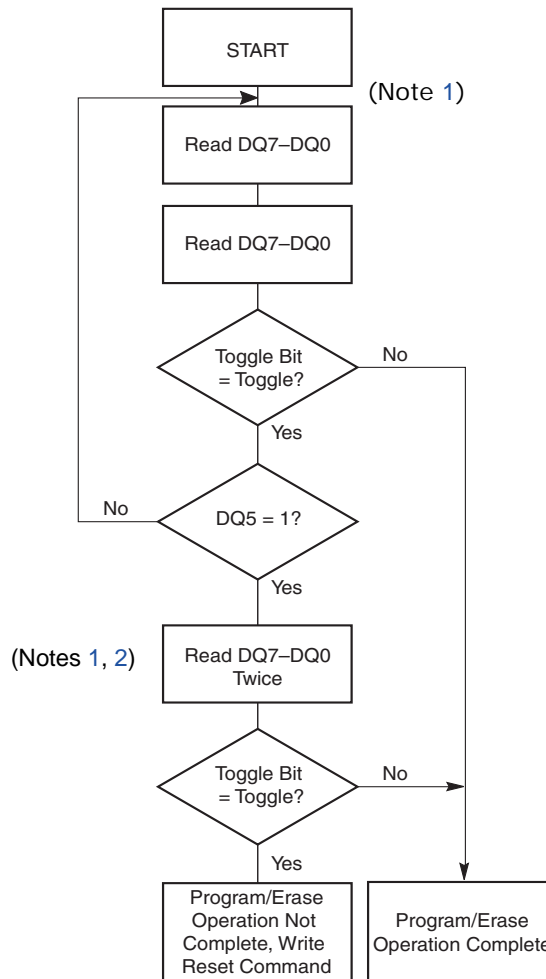 START
(Note 1)
Read DQ7–DQ0
Read DQ7–DQ0
Toggle Bit
= Toggle?
No
Yes
No
DQ5 = 1?
Yes
(Notes 1, 2)
Read DQ7–DQ0
Twice
Toggle Bit
= Toggle?
No
Yes
Program/Erase
Operation Not
Complete, Write
Reset Command
Program/Erase
Operation Complete